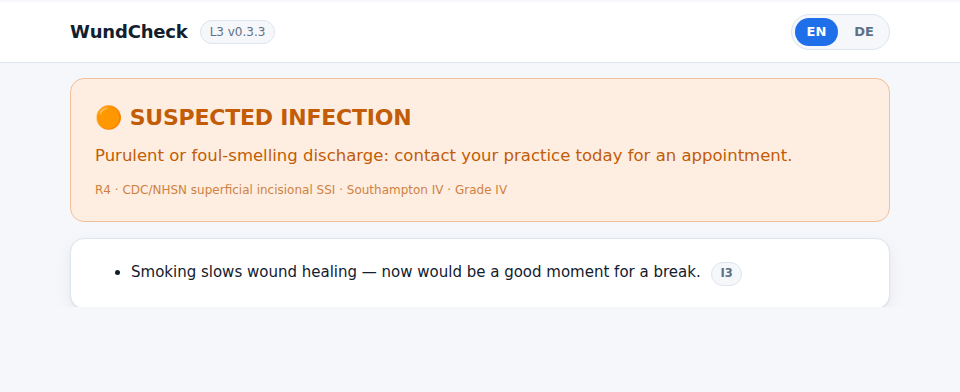 WundCheck L3 v0.3.3 EN DE
SUSPECTED INFECTION
Purulent or foul-smelling discharge: contact your practice today for an appointment.
R4 · CDC/NHSN superficial incisional SSI · Southampton IV · Grade IV
• Smoking slows wound healing — now would be a good moment for a break. I3